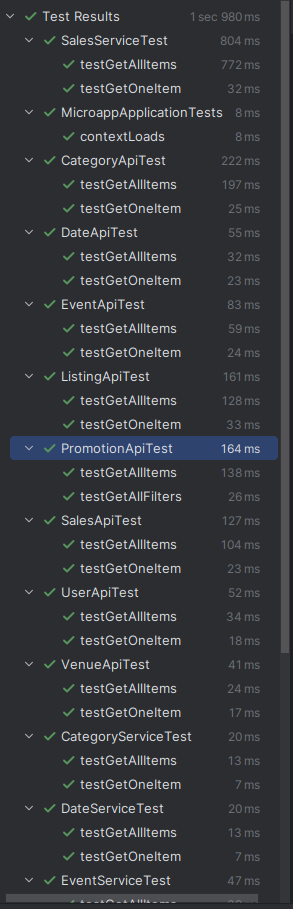 Test Results 1 sec 980 ms
SalesServiceTest 804 ms
testGetAllItems 772 ms
testGetOneItem 32 ms
MicroappApplicationTests 8 ms
contextLoads 8 ms
CategoryApiTest 222 ms
testGetAllItems 197 ms
testGetOneItem 25 ms
DateApiTest 55 ms
testGetAllItems 32 ms
testGetOneItem 23 ms
EventApiTest 83 ms
testGetAllItems 59 ms
testGetOneItem 24 ms
ListingApiTest 161 ms
testGetAllItems 128 ms
testGetOneItem 33 ms
PromotionApiTest 164 ms
testGetAllItems 138 ms
testGetAllFilters 26 ms
SalesApiTest 127 ms
testGetAllItems 104 ms
testGetOneItem 23 ms
UserApiTest 52 ms
testGetAllItems 34 ms
testGetOneItem 18 ms
VenueApiTest 41 ms
testGetAllItems 24 ms
testGetOneItem 17 ms
CategoryServiceTest 20 ms
testGetAllItems 13 ms
testGetOneItem 7 ms
DateServiceTest 20 ms
testGetAllItems 13 ms
testGetOneItem 7 ms
EventServiceTest 47 ms
testGetAllItems